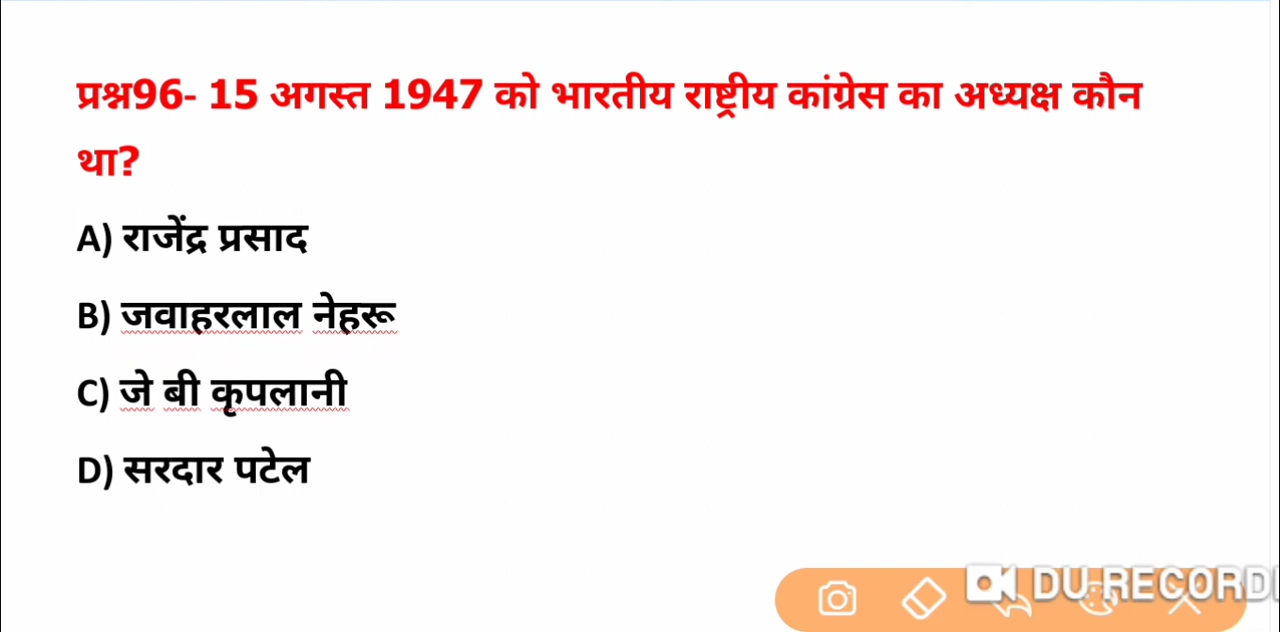 प्रश्न96- 15 अगस्त 1947 को भारतीय राष्ट्रीय कांग्रेस का अध्यक्ष कौन
था?
A) राजेंद्र प्रसाद
B) जवाहरलाल नेहरू
C) जे बी कृपलानी
D) सरदार पटेल
DU RECORD